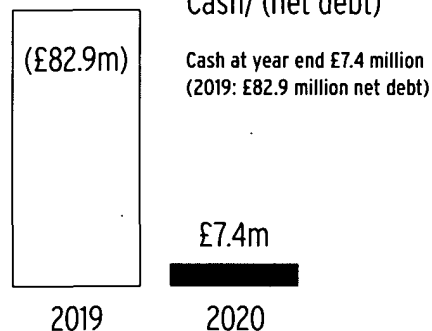 Cash/ (net debt)
Cash at year end £7.4 million
(2019: £82.9 million net debt)
(£82.9m)
£7.4m
2019
2020